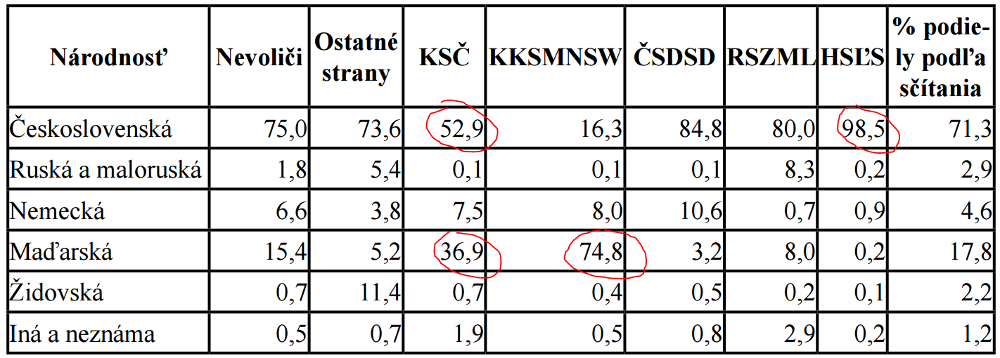 Národnosť Nevoliči Ostatné strany KSČ KKSMNSW ČSDSD RSZML HSĽS % podie-ly podľa sčítania
Československá 75,0 73,6 52,9 16,3 84,8 80,0 98,5 71,3
Ruská a maloruská 1,8 5,4 0,1 0,1 0,1 8,3 0,2 2,9
Nemecká 6,6 3,8 7,5 8,0 10,6 0,7 0,9 4,6
Maďarská 15,4 5,2 36,9 74,8 3,2 8,0 0,2 17,8
Židovská 0,7 11,4 0,7 0,4 0,5 0,2 0,1 2,2
Iná a neznáma 0,5 0,7 1,9 0,5 0,8 2,9 0,2 1,2